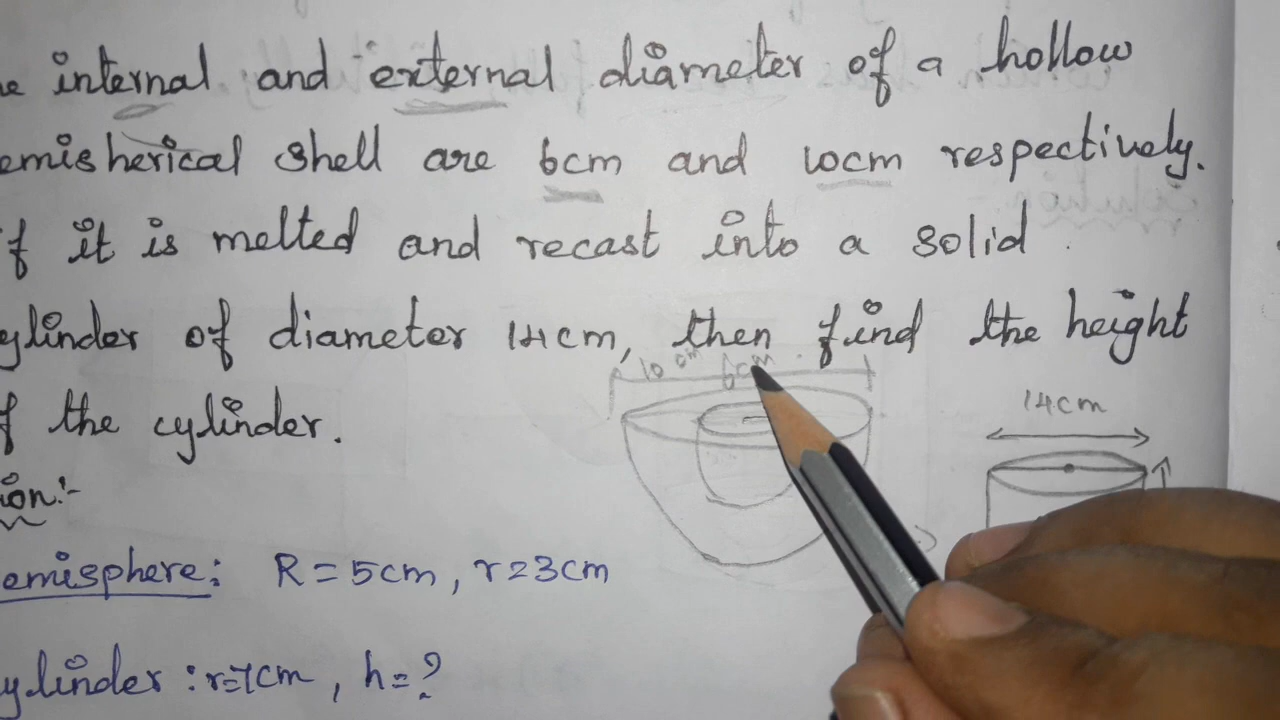 e internal and external diameter of a hollow
emisherical shell are 6cm and 10cm respectively.
f it is melted and recast into a solid
ylinder of diameter 14cm, then find the height
10 cm 6cm
f the cylinder.
14cm
ion:-
emisphere: R = 5cm, r=3cm
ylinder : r=7cm, h=?